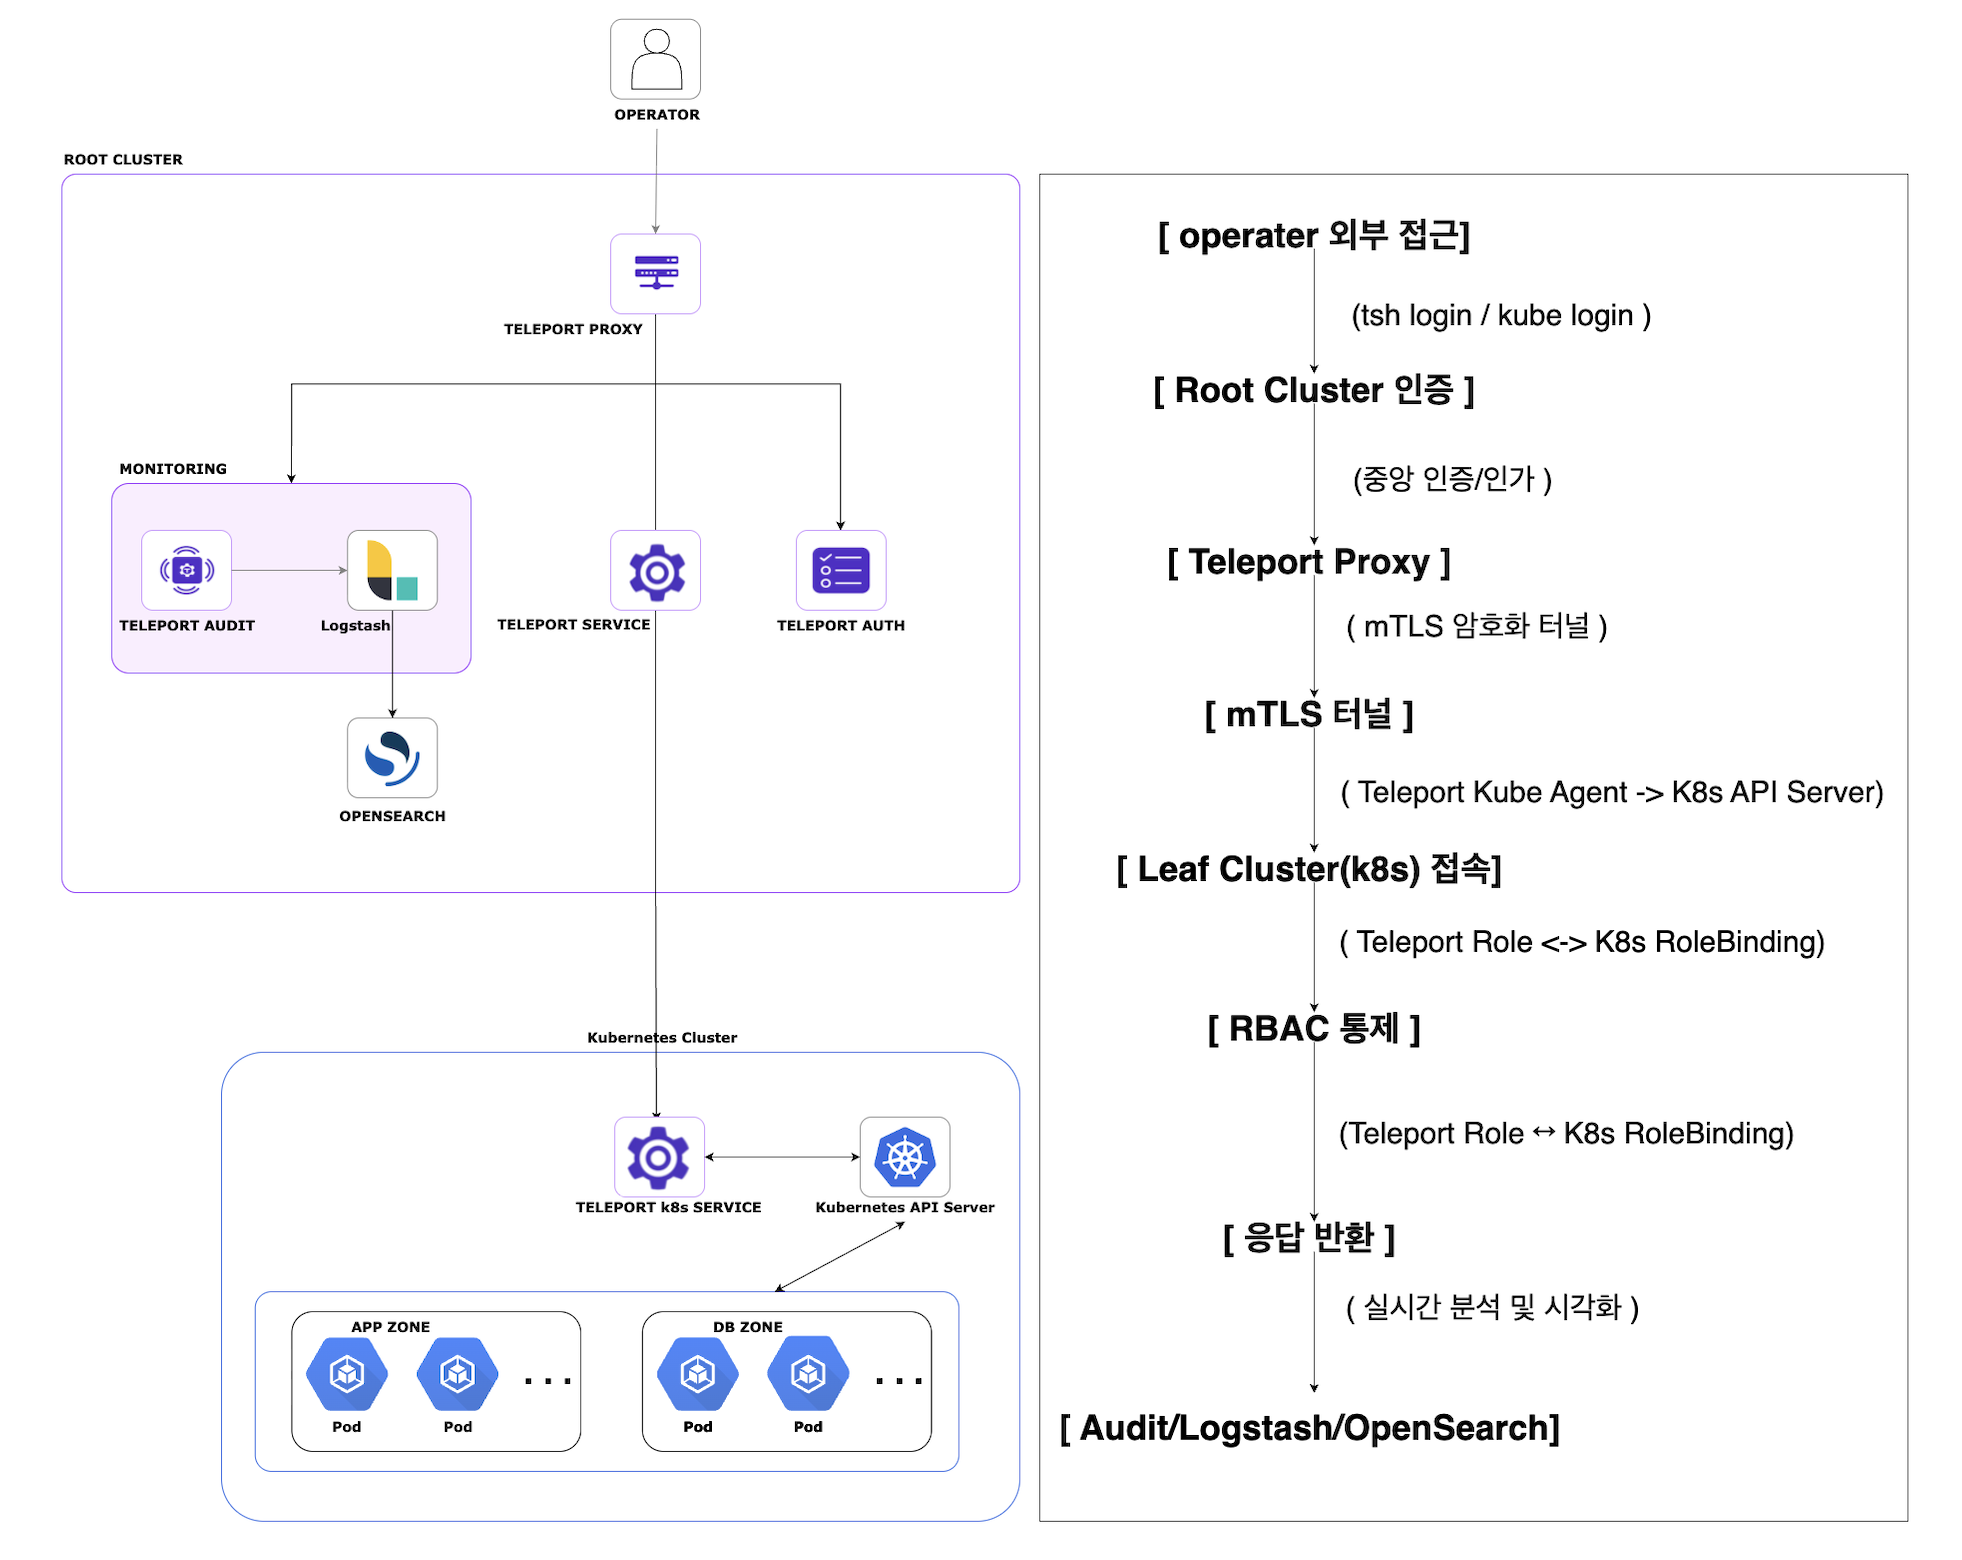 OPERATOR
ROOT CLUSTER
TELEPORT PROXY
MONITORING
TELEPORT AUDIT
Logstash
TELEPORT SERVICE
TELEPORT AUTH
OPENSEARCH
Kubernetes Cluster
TELEPORT k8s SERVICE
Kubernetes API Server
APP ZONE
Pod
Pod
...
DB ZONE
Pod
Pod
...
[ operater 외부 접근]
(tsh login / kube login )
[ Root Cluster 인증 ]
(중앙 인증/인가 )
[ Teleport Proxy ]
( mTLS 암호화 터널 )
[ mTLS 터널 ]
( Teleport Kube Agent -> K8s API Server)
[ Leaf Cluster(k8s) 접속]
( Teleport Role <-> K8s RoleBinding)
[ RBAC 통제 ]
(Teleport Role ↔ K8s RoleBinding)
[ 응답 반환 ]
( 실시간 분석 및 시각화 )
[ Audit/Logstash/OpenSearch]